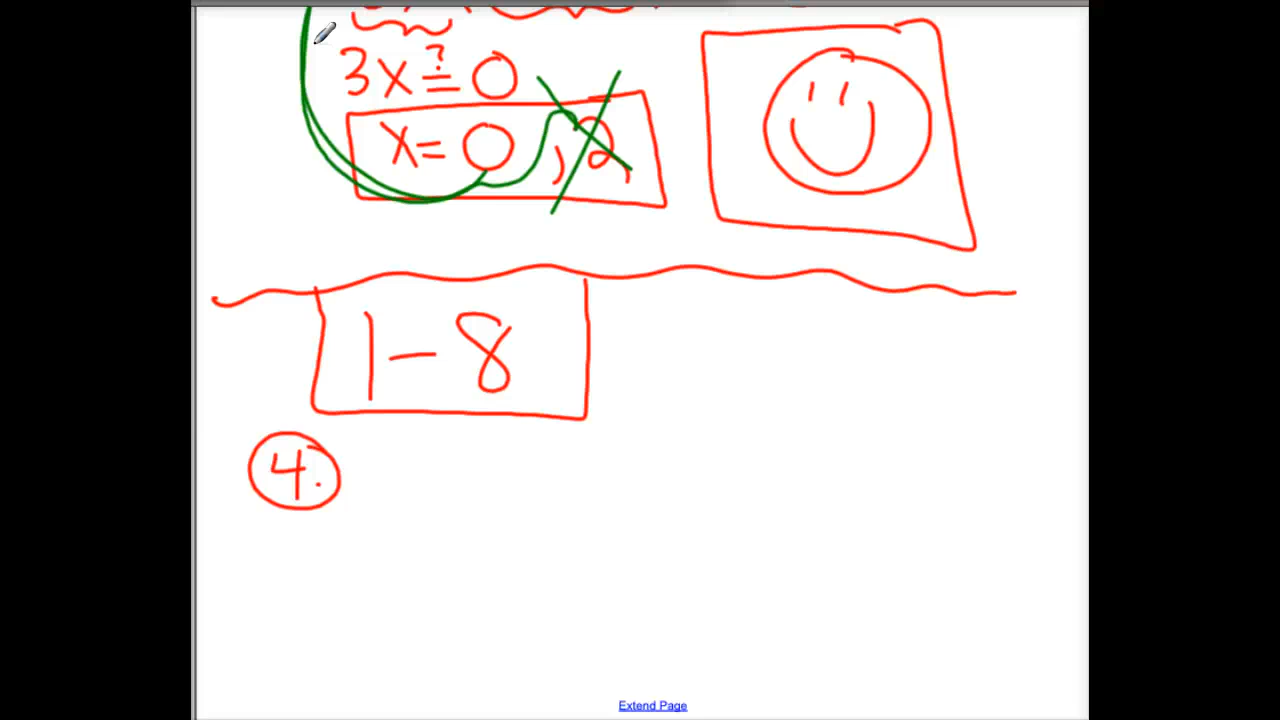 3x ≟ 0
x = 0, 2,
1 - 8
4.
Extend Page